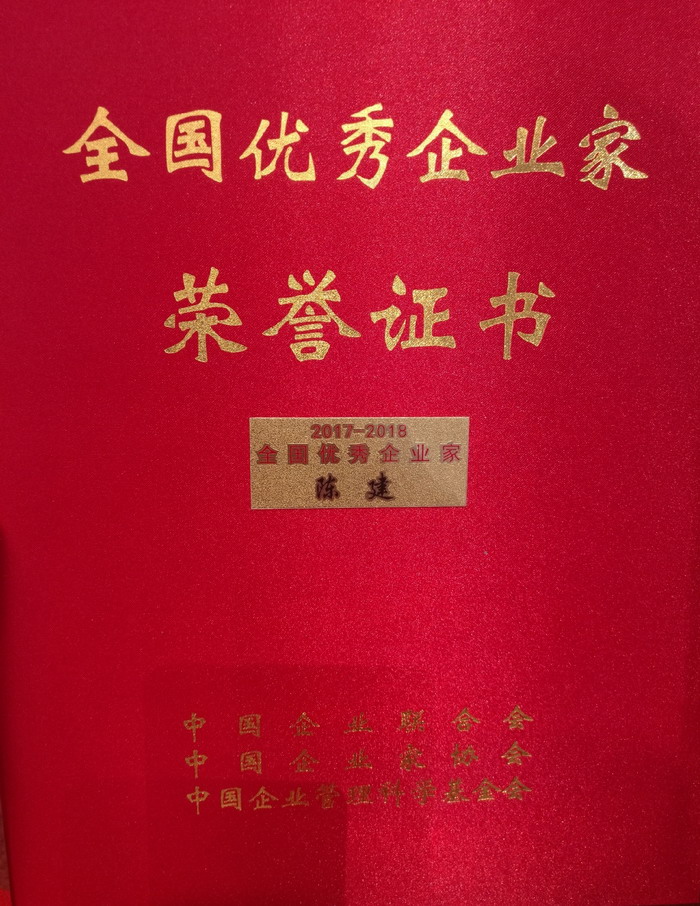 全国优秀企业家
荣誉证书
2017-2018
全国优秀企业家
陈建
中国企业联合会
中国企业家协会
中国企业管理科学基金会